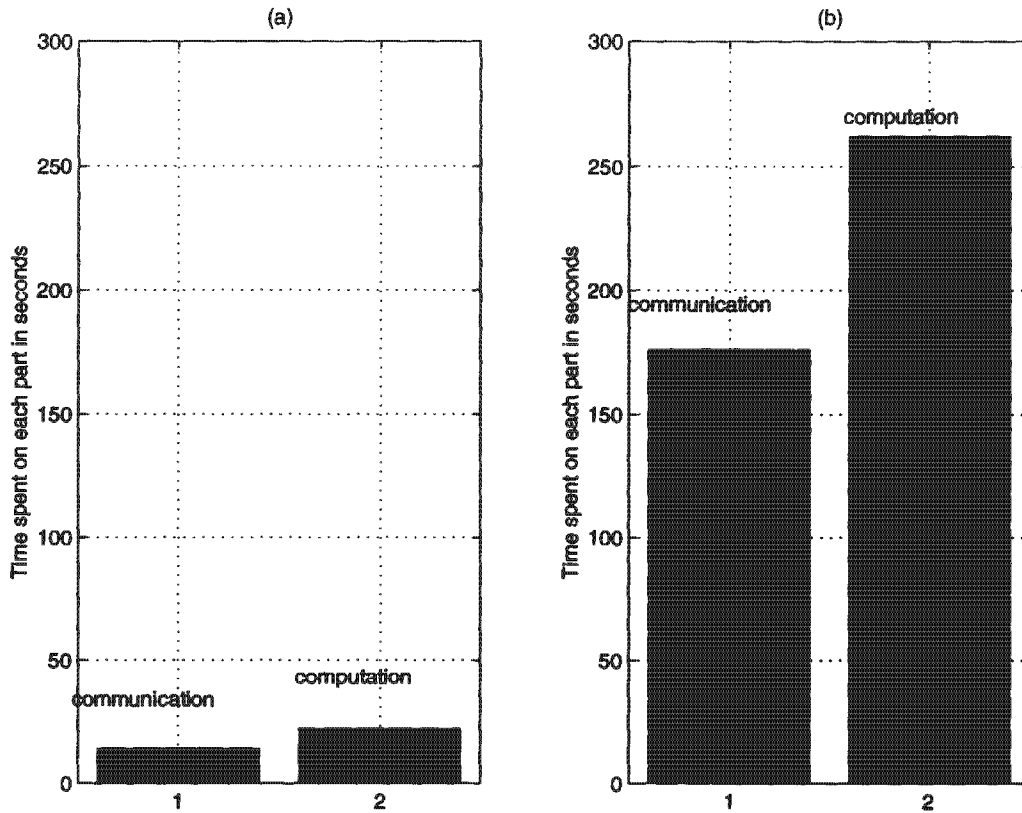 (a)
300
250
200
150
100
50
0
Time spent on each part in seconds
communication
computation
1
2
(b)
300
250
200
150
100
50
0
Time spent on each part in seconds
communication
computation
1
2